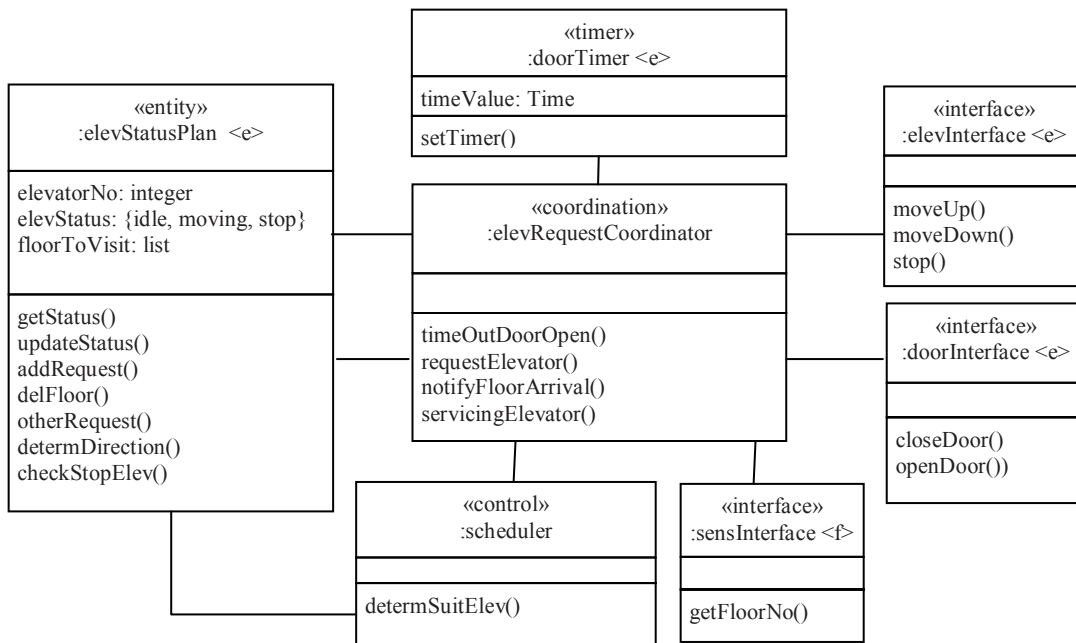 «timer»
:doorTimer <e>
timeValue: Time
setTimer()
«entity»
:elevStatusPlan <e>
elevatorNo: integer
elevStatus: {idle, moving, stop}
floorToVisit: list
getStatus()
updateStatus()
addRequest()
delFloor()
otherRequest()
determDirection()
checkStopElev()
«coordination»
:elevRequestCoordinator
timeOutDoorOpen()
requestElevator()
notifyFloorArrival()
servicingElevator()
«interface»
:elevInterface <e>
moveUp()
moveDown()
stop()
«interface»
:doorInterface <e>
closeDoor()
openDoor())
«control»
:scheduler
determSuitElev()
«interface»
:sensInterface <f>
getFloorNo()